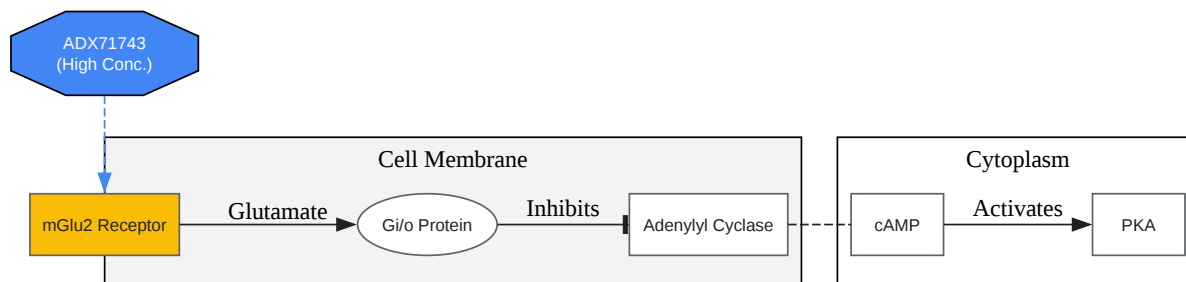 ADX71743
(High Conc.)
Cell Membrane
Cytoplasm
mGlu2 Receptor
Glutamate
Gi/o Protein
Inhibits
Adenylyl Cyclase
cAMP
Activates
PKA